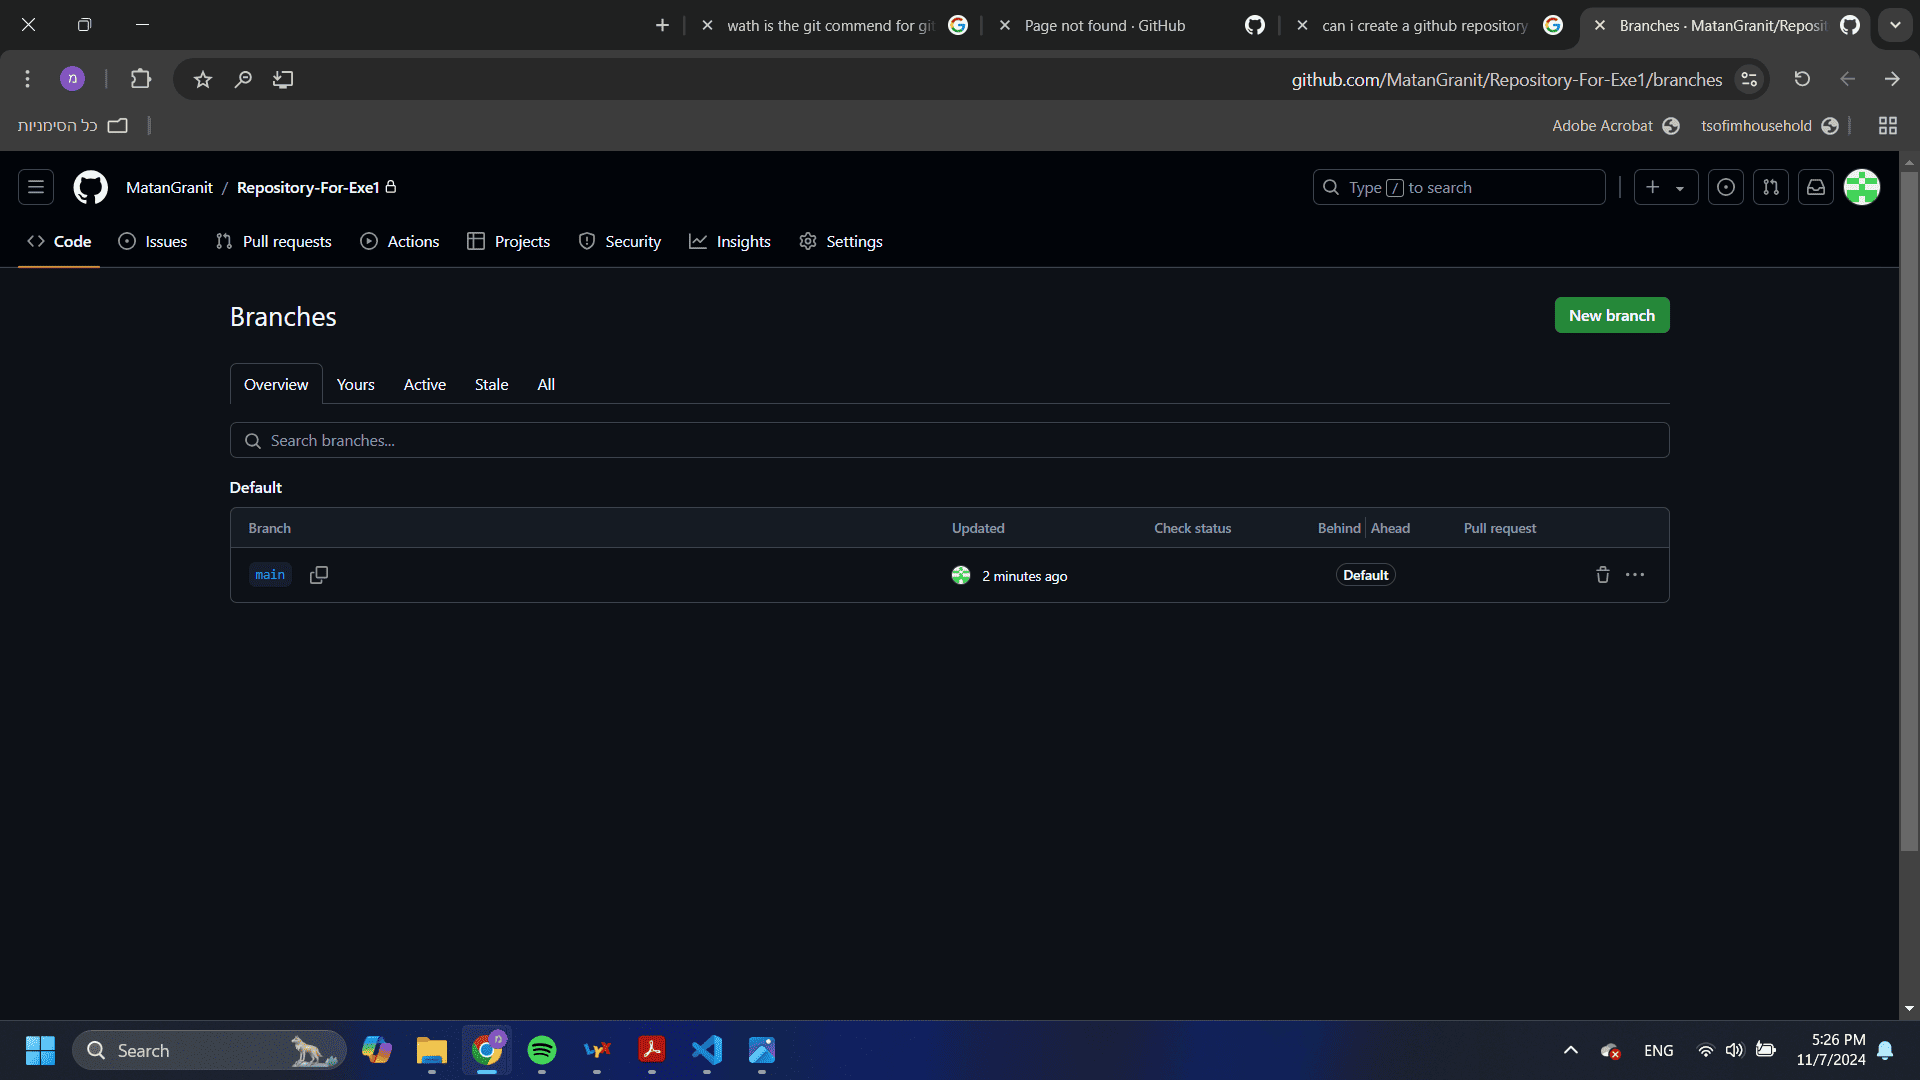 wath is the git commend for git
Page not found · GitHub
can i create a github repository
Branches · MatanGranit/Reposit
מ
github.com/MatanGranit/Repository-For-Exe1/branches
כל הסימניות
Adobe Acrobat
tsofimhousehold
MatanGranit / Repository-For-Exe1
Type / to search
Code
Issues
Pull requests
Actions
Projects
Security
Insights
Settings
Branches
New branch
Overview
Yours
Active
Stale
All
Search branches...
Default
Branch
Updated
Check status
Behind
Ahead
Pull request
main
2 minutes ago
Default
Search
מ
LyX
ENG
5:26 PM
11/7/2024